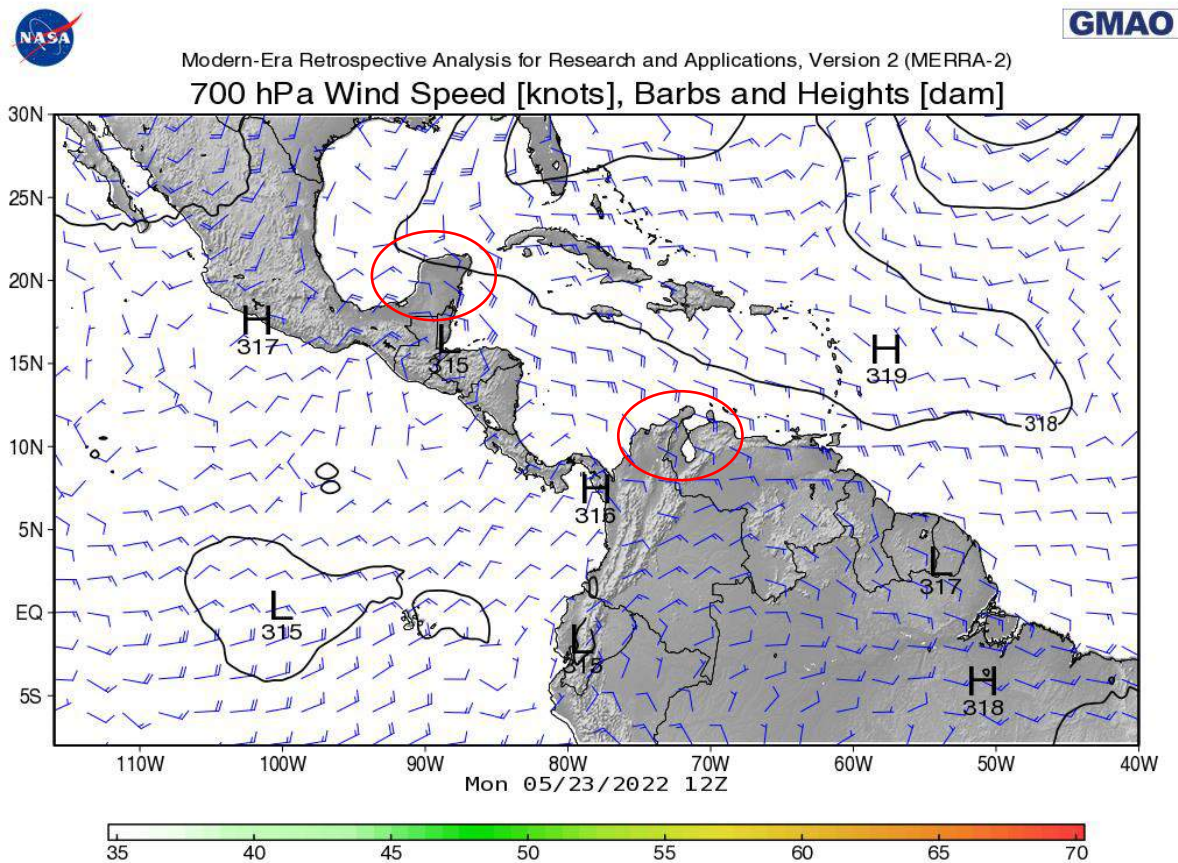 NASA
GMAO
Modern-Era Retrospective Analysis for Research and Applications, Version 2 (MERRA-2)
700 hPa Wind Speed [knots], Barbs and Heights [dam]
30N
25N
20N
H
317
L
315
H
319
15N
318
10N
H
316
5N
L
317
EQ
L
315
L
315
5S
H
318
110W 100W 90W 80W 70W 60W 50W 40W
Mon 05/23/2022 12Z
35 40 45 50 55 60 65 70